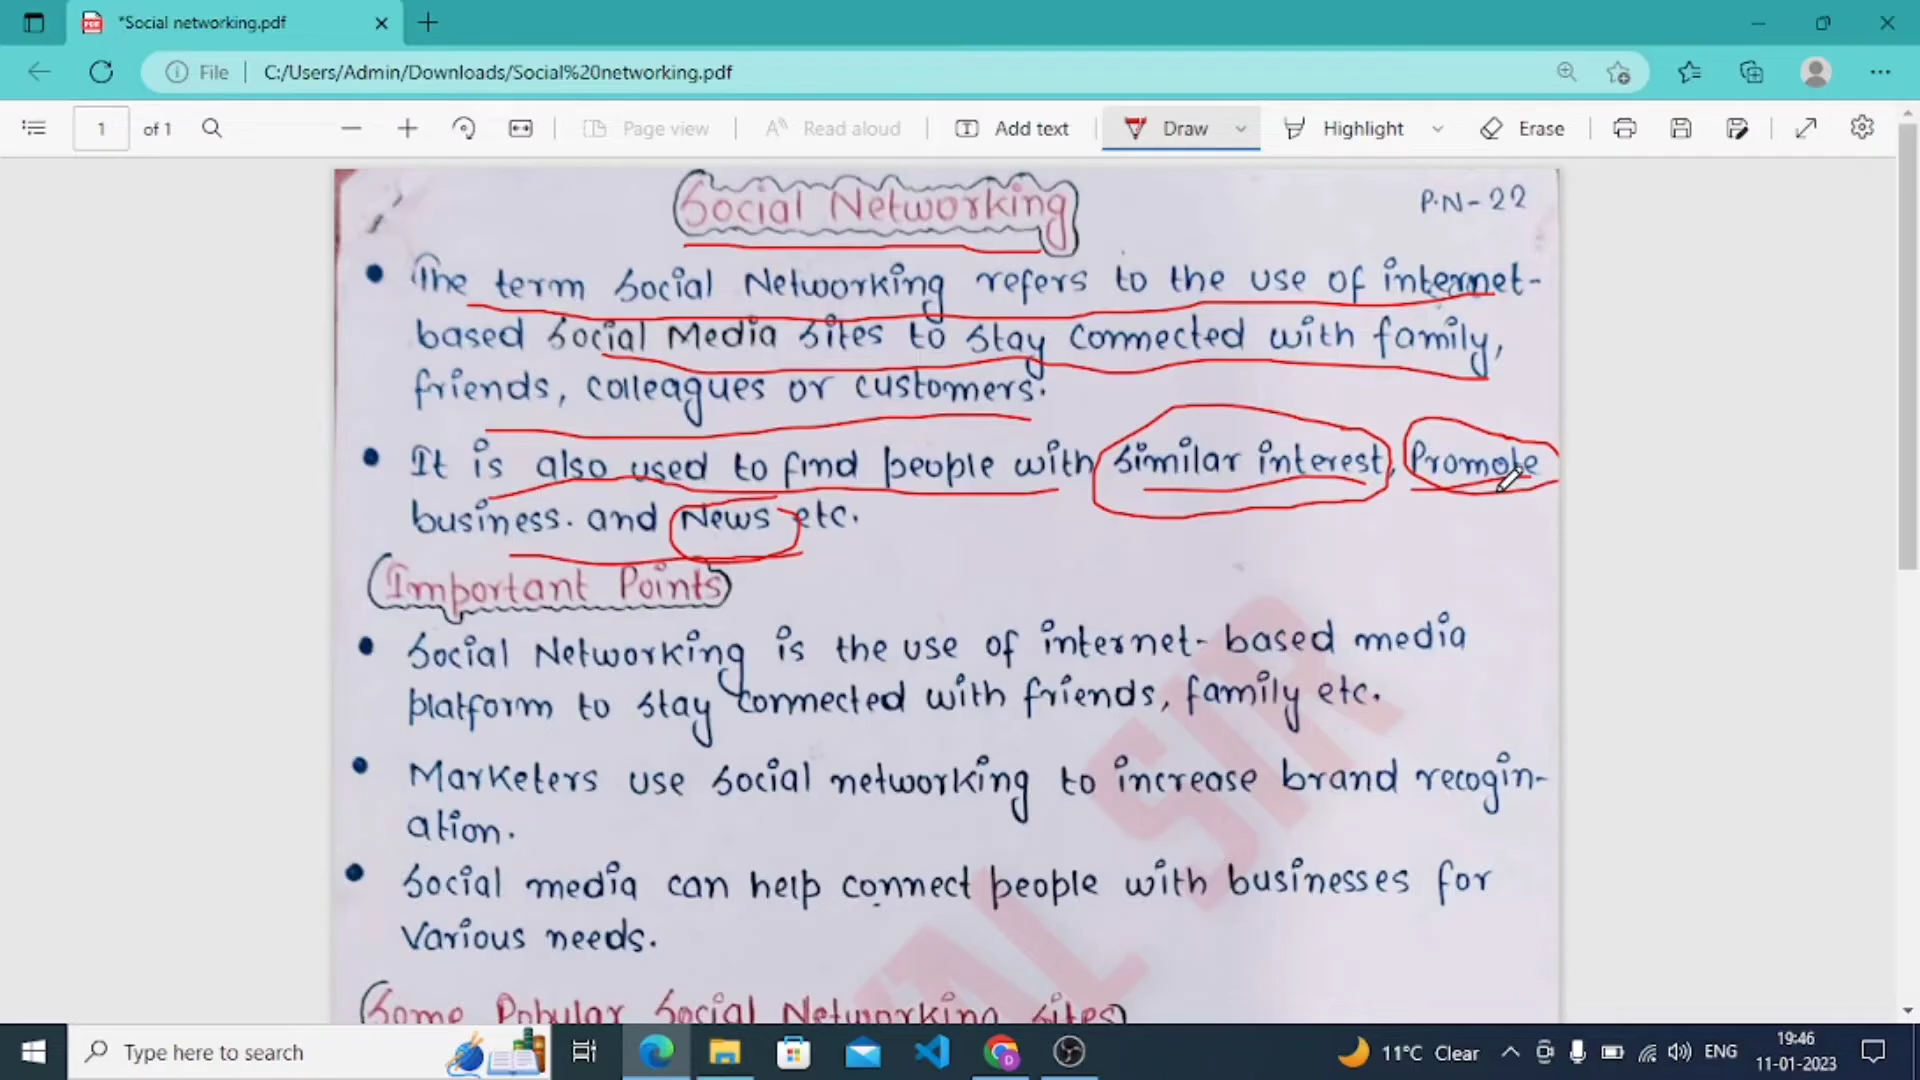 *Social networking.pdf
File
C:/Users/Admin/Downloads/Social%20networking.pdf
1 of 1
Page view
Read aloud
Add text
Draw
Highlight
Erase
Social Networking
P.N-22
The term Social Networking refers to the use of internet-
based Social Media Sites to stay connected with family,
friends, colleagues or customers.
It is also used to find people with similar interest, Promote
business. and News etc.
Important Points
Social Networking is the use of internet-based media
platform to stay connected with friends, family etc.
Marketers use social networking to increase brand recogin-
ation.
Social media can help connect people with businesses for
Various needs.
Some Popular Social Networking Sites
SIR
Type here to search
11°C Clear
ENG
19:46
11-01-2023